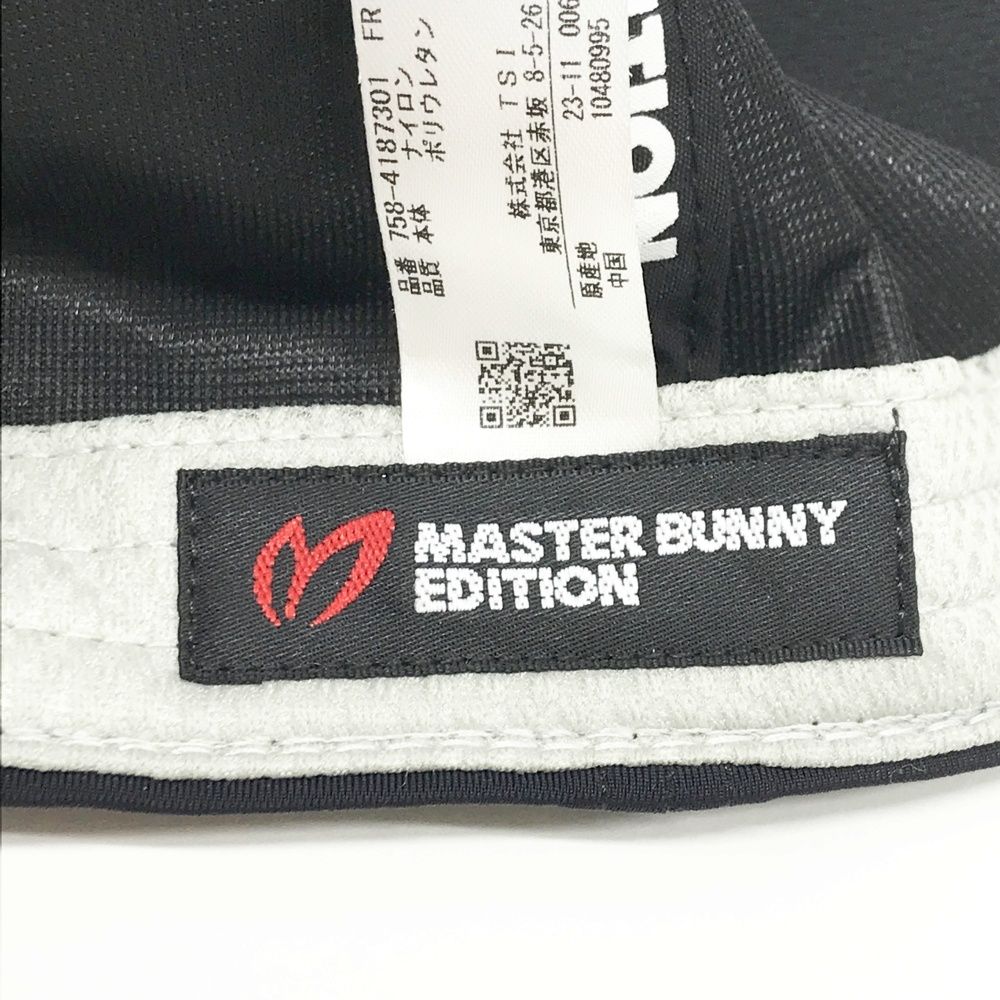 品番 758-4187301 FR
品質 本体 ナイロン
ポリウレタン
株式会社 TSI
東京都港区赤坂 8-5-26
原産地 23-11 006
中国 10480995
MASTER BUNNY
EDITION